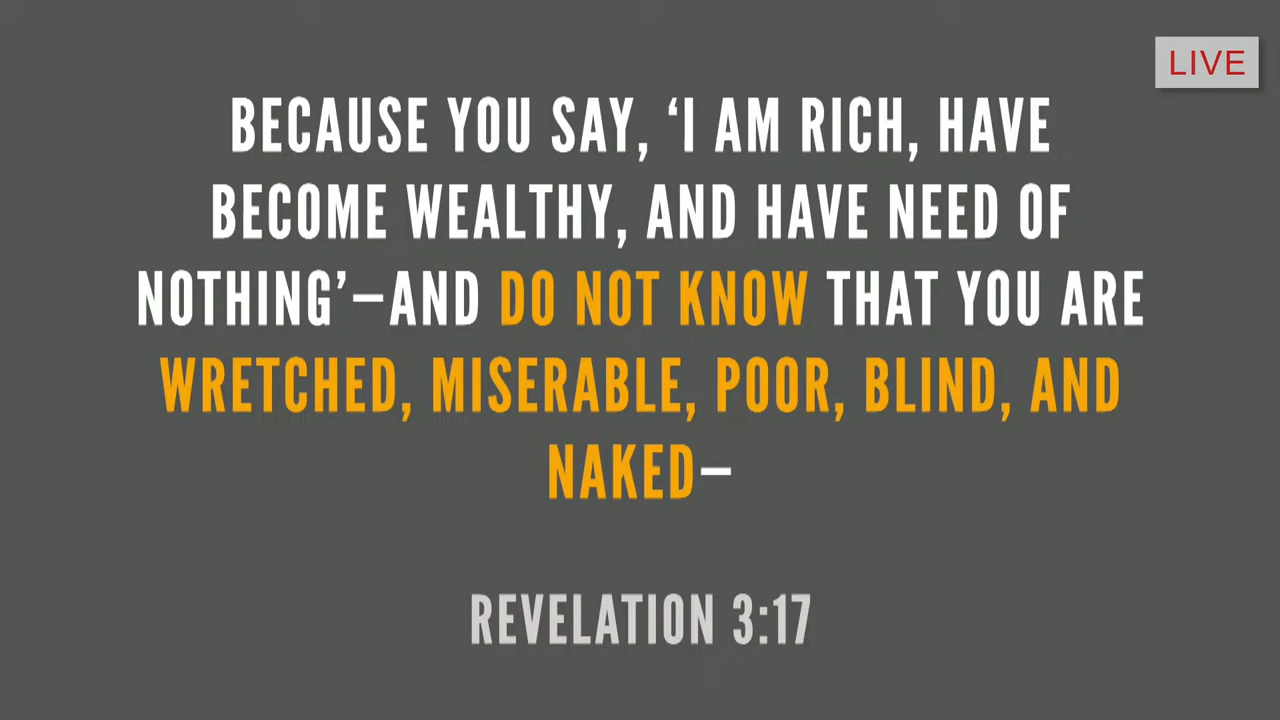 LIVE
BECAUSE YOU SAY, ‘I AM RICH, HAVE
BECOME WEALTHY, AND HAVE NEED OF
NOTHING’—AND DO NOT KNOW THAT YOU ARE
WRETCHED, MISERABLE, POOR, BLIND, AND
NAKED—
REVELATION 3:17